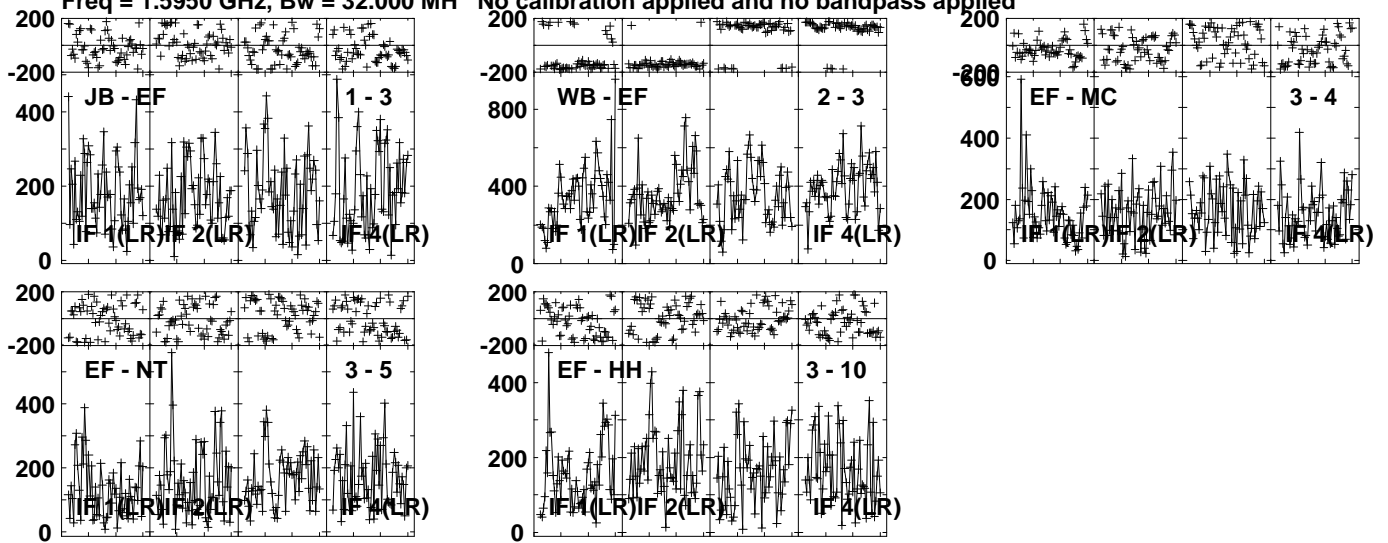 Freq = 1.5950 GHz, Bw = 32.000 MH No calibration applied and no bandpass applied
200
-200
JB - EF 1 - 3
400
200
0
IF 1(LR) IF 2(LR) IF 4(LR)
200
-200
WB - EF 2 - 3
800
400
0
IF 1(LR) IF 2(LR) IF 4(LR)
200
-200
600
EF - MC 3 - 4
400
200
0
IF 1(LR) IF 2(LR) IF 4(LR)
200
-200
EF - NT 3 - 5
400
200
0
IF 1(LR) IF 2(LR) IF 4(LR)
200
-200
EF - HH 3 - 10
400
200
0
IF 1(LR) IF 2(LR) IF 4(LR)